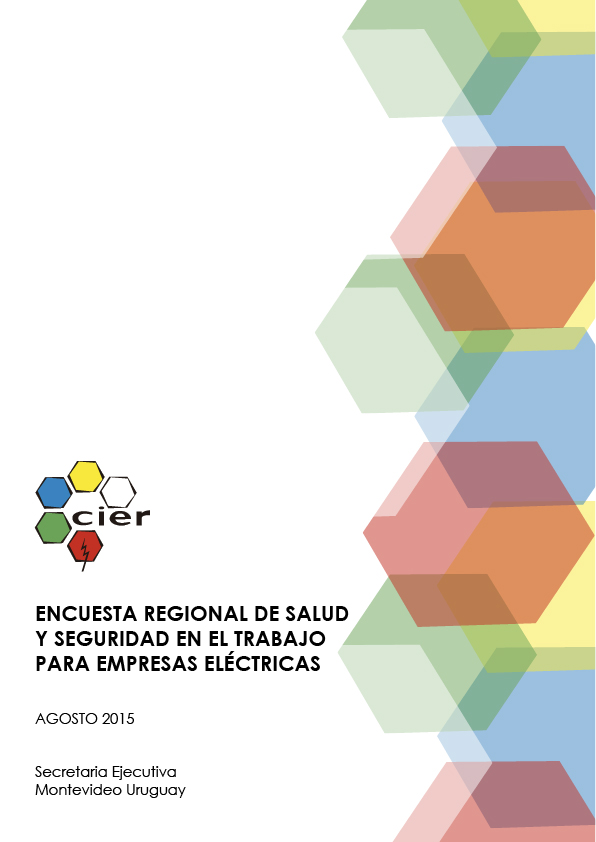 cier
ENCUESTA REGIONAL DE SALUD
Y SEGURIDAD EN EL TRABAJO
PARA EMPRESAS ELÉCTRICAS
AGOSTO 2015
Secretaria Ejecutiva
Montevideo Uruguay